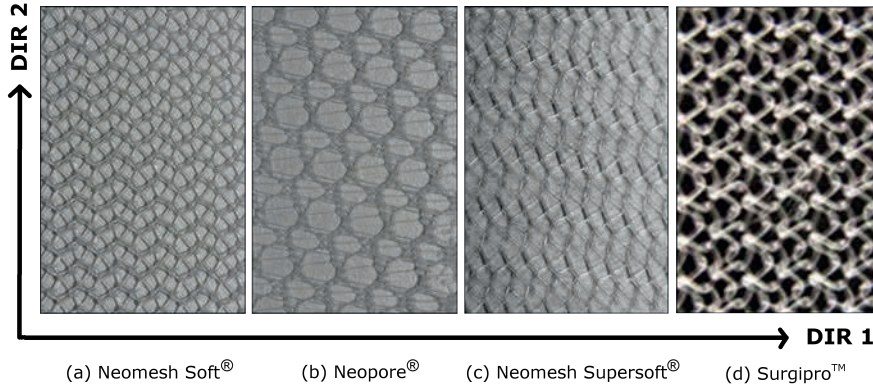 DIR 2
DIR 1
(a) Neomesh Soft®
(b) Neopore®
(c) Neomesh Supersoft®
(d) Surgipro™